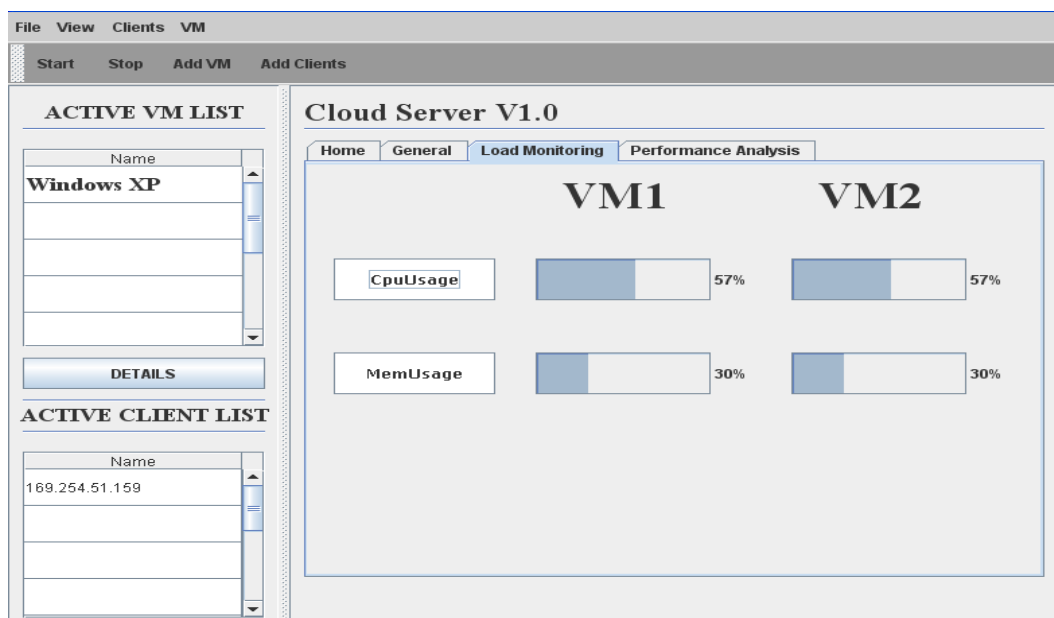 File View Clients VM
Start Stop Add VM Add Clients
ACTIVE VM LIST
Name
Windows XP
DETAILS
ACTIVE CLIENT LIST
Name
169.254.51.159
Cloud Server V1.0
Home General Load Monitoring Performance Analysis
VM1 VM2
CpuUsage 57% 57%
MemUsage 30% 30%